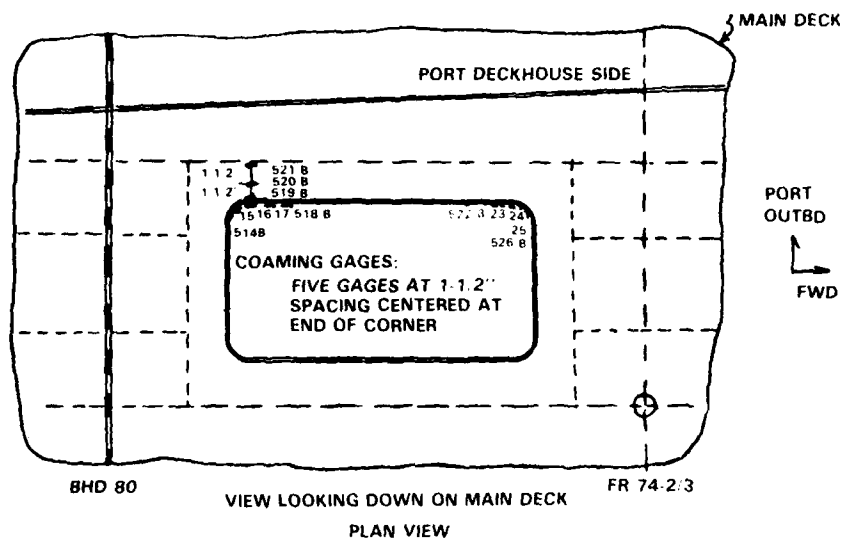 MAIN DECK
PORT DECKHOUSE SIDE
1 1 2 521 B
520 B
1 1 2 519 B
15 16 17 518 B
514B
23 24
25
526 B
COAMING GAGES:
FIVE GAGES AT 1-1.2"
SPACING CENTERED AT
END OF CORNER
PORT
OUTBD
FWD
BHD 80
FR 74-2/3
VIEW LOOKING DOWN ON MAIN DECK
PLAN VIEW